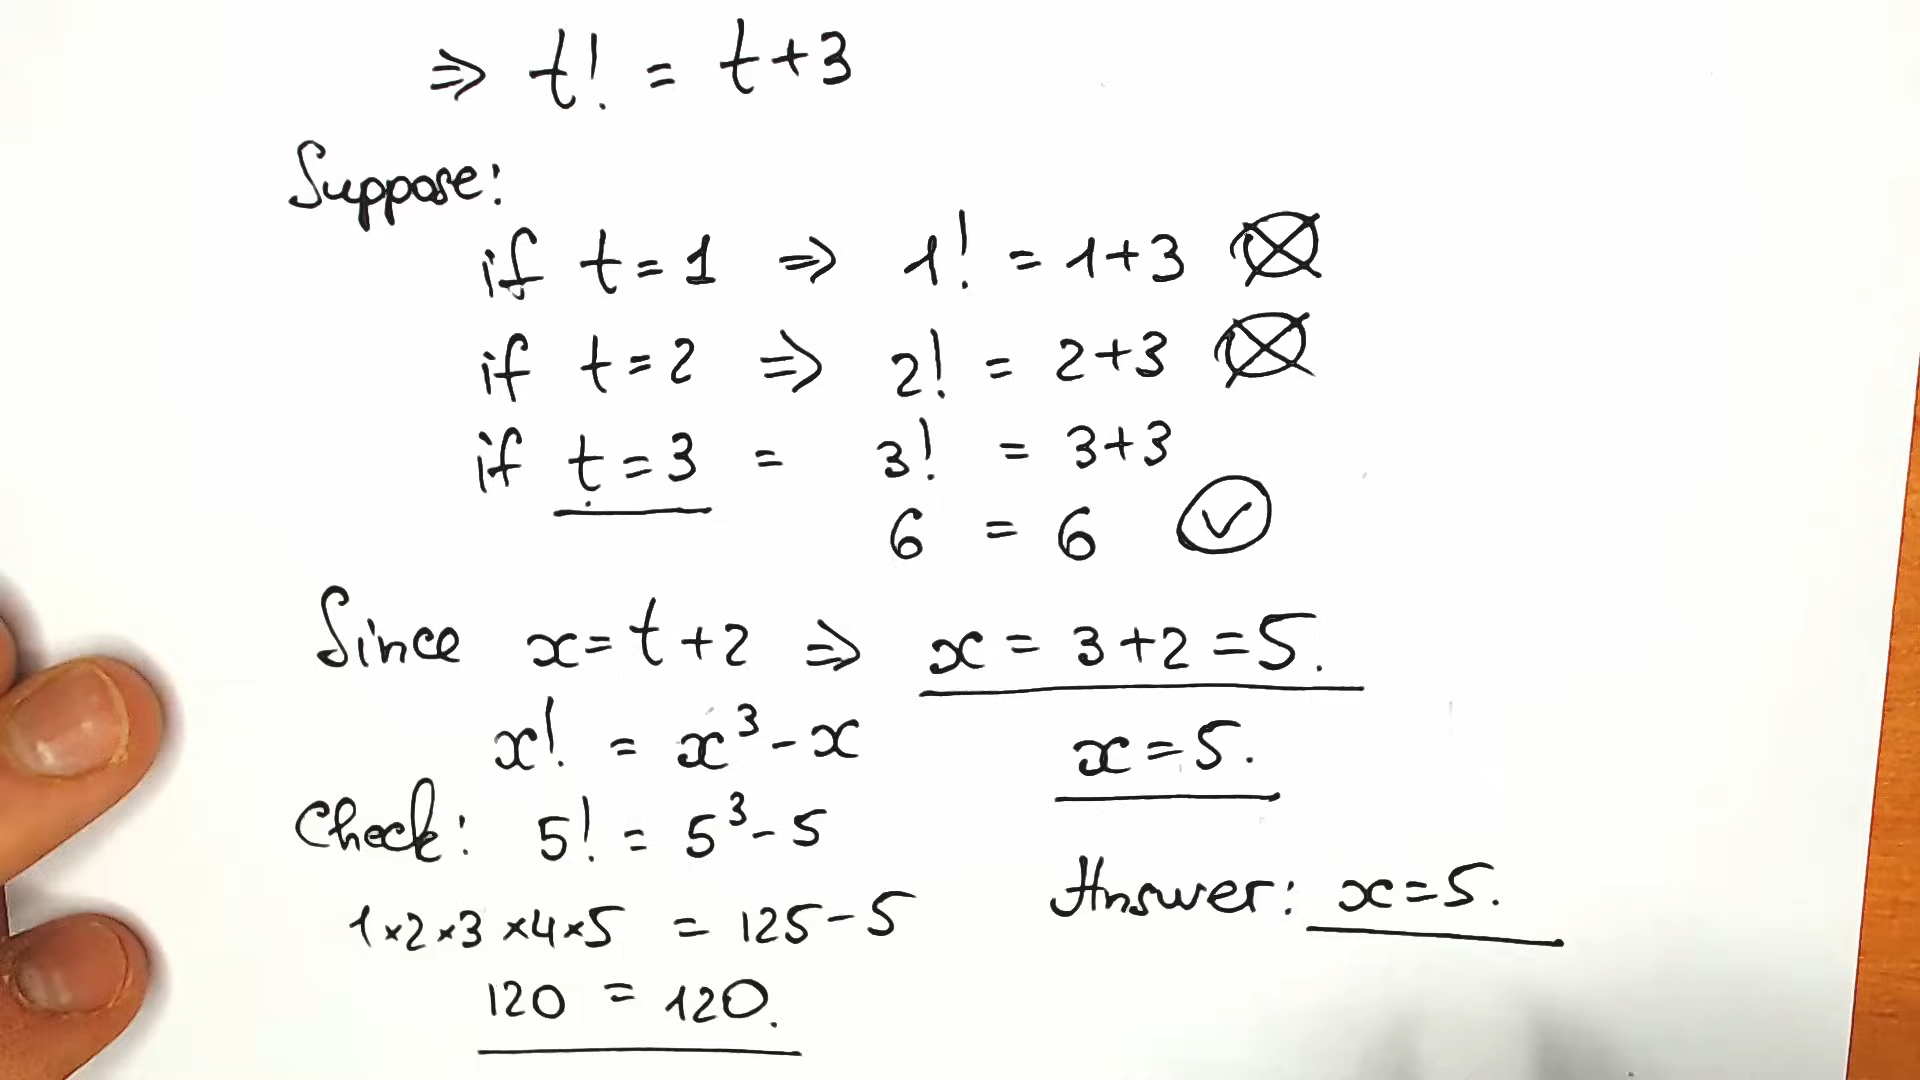 ⇒ t! = t+3
Suppose:
if t=1 ⇒ 1! = 1+3
if t=2 ⇒ 2! = 2+3
if t=3 = 3! = 3+3
6 = 6 ✓
Since x=t+2 ⇒ x = 3+2=5.
x! = x³-x
x=5.
Check: 5! = 5³-5
1×2×3×4×5 = 125-5
120 = 120.
Answer: x=5.